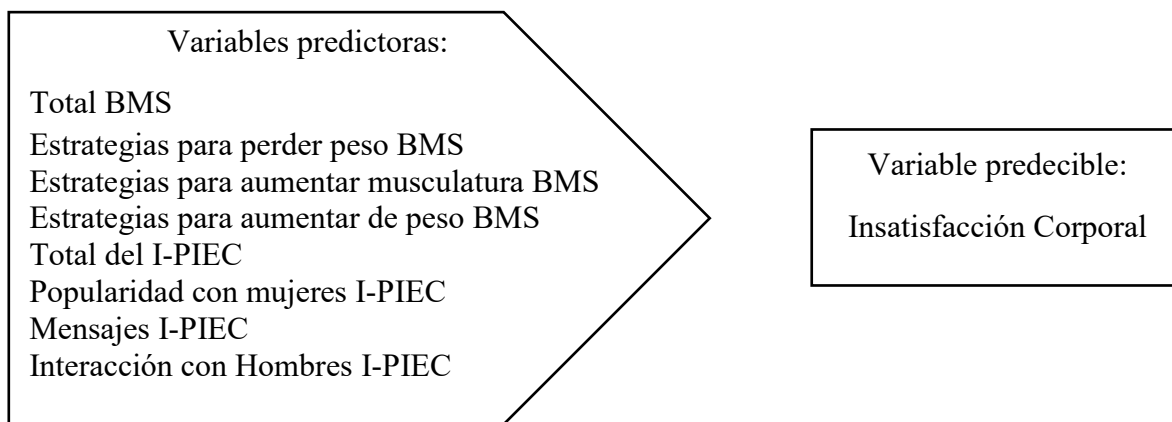 Variables predictoras:
Total BMS
Estrategias para perder peso BMS
Estrategias para aumentar musculatura BMS
Estrategias para aumentar de peso BMS
Total del I-PIEC
Popularidad con mujeres I-PIEC
Mensajes I-PIEC
Interacción con Hombres I-PIEC
Variable predecible:
Insatisfacción Corporal